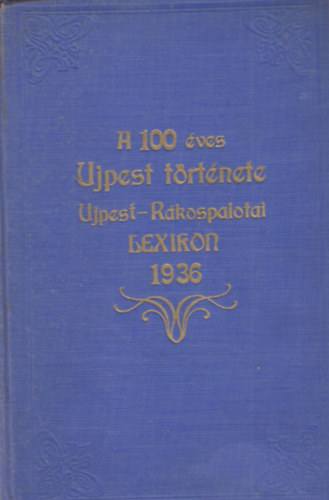 A 100 éves
Ujpest története
Ujpest-Rákospalotai
LEXIKON
1936